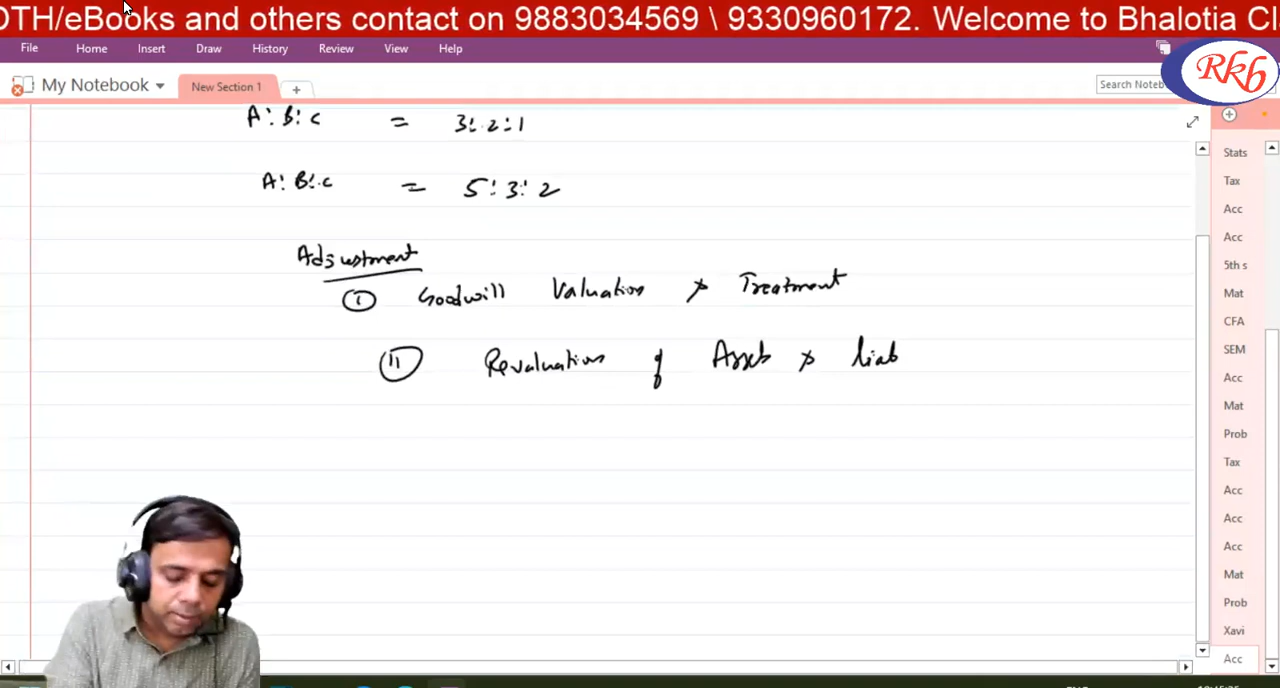 OTH/eBooks and others contact on 9883034569 \ 9330960172. Welcome to Bhalotia Cl
File Home Insert Draw History Review View Help
Rkb
My Notebook New Section 1 + Search Noteb
A : B : C = 3 : 2 : 1
A : B : C = 5 : 3 : 2
Adjustment
① Goodwill Valuation & Treatment
⑪ Revaluation of Asset & liab
Stats
Tax
Acc
Acc
5th s
Mat
CFA
SEM
Acc
Mat
Prob
Tax
Acc
Acc
Acc
Mat
Prob
Xavi
Acc